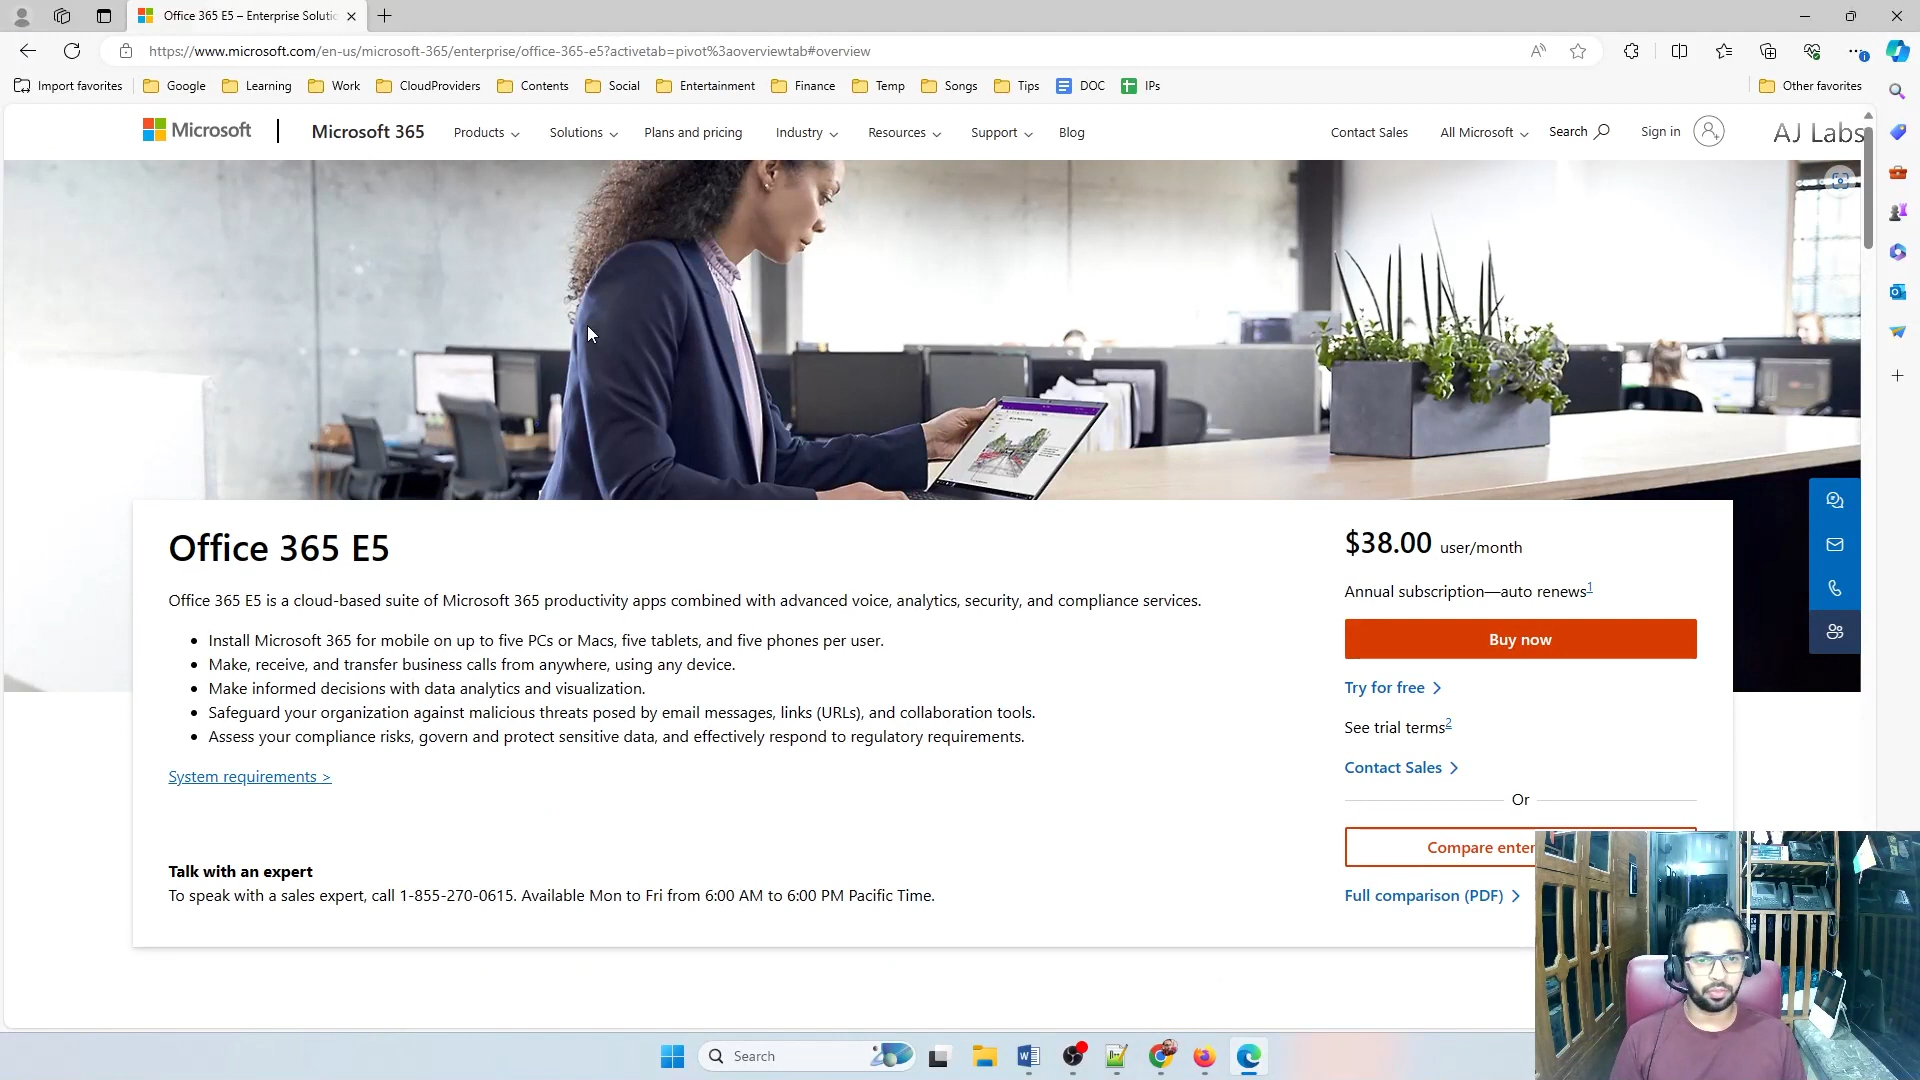 Office 365 E5 – Enterprise Soluti
https://www.microsoft.com/en-us/microsoft-365/enterprise/office-365-e5?activetab=pivot%3aoverviewtab#overview
Import favorites Google Learning Work CloudProviders Contents Social Entertainment Finance Temp Songs Tips DOC IPs Other favorites
Microsoft Microsoft 365 Products Solutions Plans and pricing Industry Resources Support Blog Contact Sales All Microsoft Search Sign in AJ Labs
Office 365 E5
Office 365 E5 is a cloud-based suite of Microsoft 365 productivity apps combined with advanced voice, analytics, security, and compliance services.
• Install Microsoft 365 for mobile on up to five PCs or Macs, five tablets, and five phones per user.
• Make, receive, and transfer business calls from anywhere, using any device.
• Make informed decisions with data analytics and visualization.
• Safeguard your organization against malicious threats posed by email messages, links (URLs), and collaboration tools.
• Assess your compliance risks, govern and protect sensitive data, and effectively respond to regulatory requirements.
System requirements >
Talk with an expert
To speak with a sales expert, call 1-855-270-0615. Available Mon to Fri from 6:00 AM to 6:00 PM Pacific Time.
$38.00 user/month
Annual subscription—auto renews1
Buy now
Try for free
See trial terms2
Contact Sales
Or
Compare enter
Full comparison (PDF)
Search